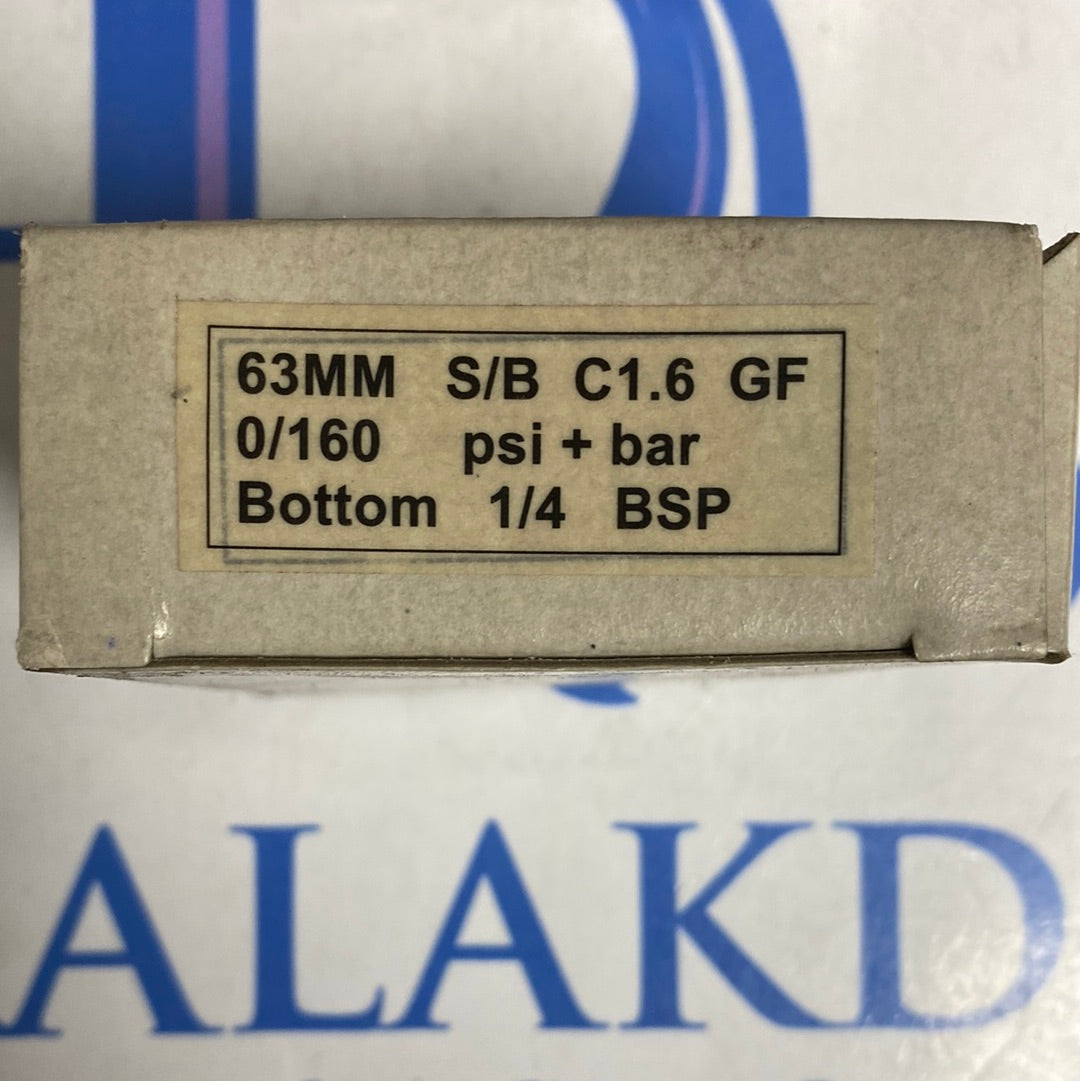 63MM S/B C1.6 GF
0/160 psi + bar
Bottom 1/4 BSP
ALAKD